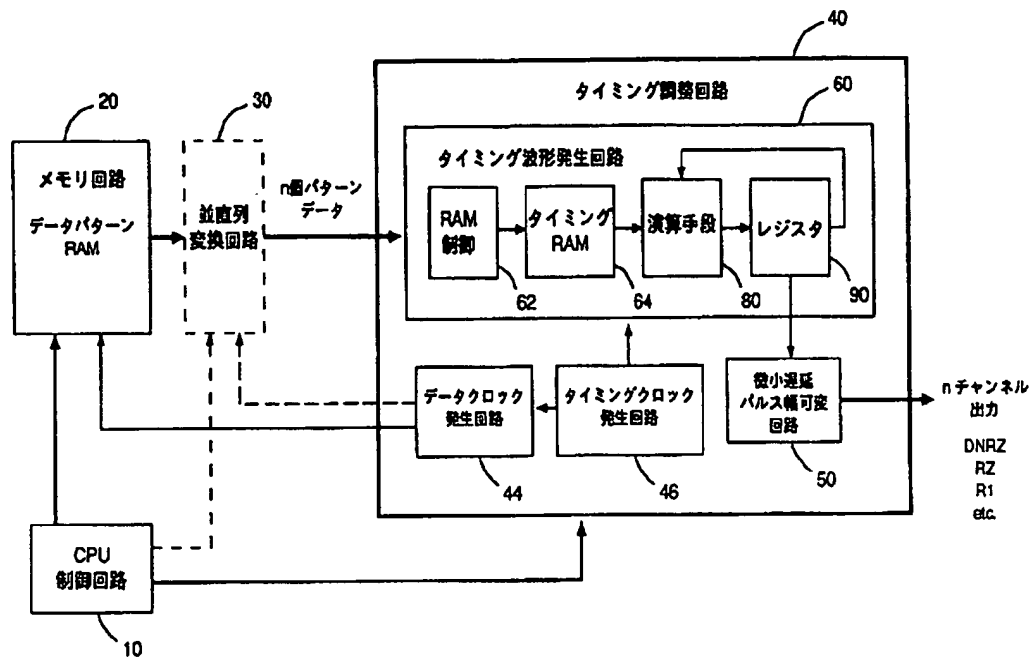 40
タイミング調整回路
20
30
60
メモリ回路
データパターン
RAM
並直列
変換回路
n個パターン
データ
タイミング波形発生回路
RAM
制御
タイミング
RAM
演算手段
レジスタ
62
64
80
90
データクロック
発生回路
タイミングクロック
発生回路
微小遅延
パルス幅可変
回路
nチャンネル
出力
DNRZ
RZ
R1
etc.
44
46
50
CPU
制御回路
10